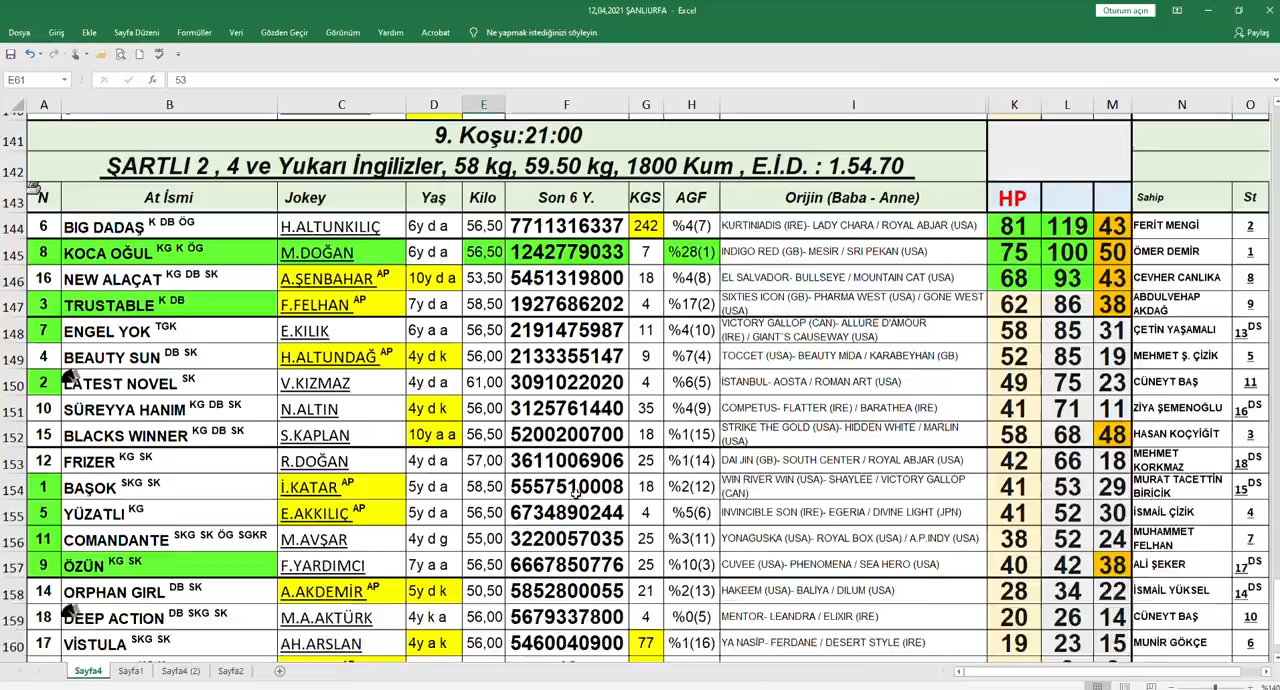 12,04,2021 ŞANLIURFA - Excel
Oturum açın
Dosya Giriş Ekle Sayfa Düzeni Formüller Veri Gözden Geçir Görünüm Yardım Acrobat Ne yapmak istediğinizi söyleyin Paylaş
E61 fx 53
A B C D E F G H I K L M N O
141 9. Koşu:21:00
142 ŞARTLI 2 , 4 ve Yukarı İngilizler, 58 kg, 59.50 kg, 1800 Kum , E.İ.D. : 1.54.70
143 N At İsmi Jokey Yaş Kilo Son 6 Y. KGS AGF Orijin (Baba - Anne) HP Sahip St
144 6 BIG DADAŞ K DB ÖG H.ALTUNKILIÇ 6y d a 56,50 7711316337 242 %4(7) KURTINIADIS (IRE)- LADY CHARA / ROYAL ABJAR (USA) 81 119 43 FERİT MENGİ 2
145 8 KOCA OĞUL KG K ÖG M.DOĞAN 6y d a 56,50 1242779033 7 %28(1) INDIGO RED (GB)- MESİR / SRI PEKAN (USA) 75 100 50 ÖMER DEMİR 1
146 16 NEW ALAÇAT KG DB SK A.ŞENBAHAR AP 10y d a 53,50 5451319800 18 %4(8) EL SALVADOR- BULLSEYE / MOUNTAIN CAT (USA) 68 93 43 CEVHER CANLIKA 8
147 3 TRUSTABLE K DB F.FELHAN AP 7y d a 58,50 1927686202 4 %17(2) SIXTIES ICON (GB)- PHARMA WEST (USA) / GONE WEST (USA) 62 86 38 ABDULVEHAP AKDAĞ 9
148 7 ENGEL YOK TGK E.KILIK 6y a a 56,50 2191475987 11 %4(10) VICTORY GALLOP (CAN)- ALLURE D'AMOUR (IRE) / GIANT`S CAUSEWAY (USA) 58 85 31 ÇETİN YAŞAMALI 13DS
149 4 BEAUTY SUN DB SK H.ALTUNDAĞ AP 4y d k 56,00 2133355147 9 %7(4) TOCCET (USA)- BEAUTY MİDA / KARABEYHAN (GB) 52 85 19 MEHMET Ş. ÇİZİK 5
150 2 LATEST NOVEL SK V.KIZMAZ 4y d a 61,00 3091022020 4 %6(5) İSTANBUL- AOSTA / ROMAN ART (USA) 49 75 23 CÜNEYT BAŞ 11
151 10 SÜREYYA HANIM KG DB SK N.ALTIN 4y d k 56,00 3125761440 35 %4(9) COMPETUS- FLATTER (IRE) / BARATHEA (IRE) 41 71 11 ZİYA ŞEMENOĞLU 16DS
152 15 BLACKS WINNER KG DB SK S.KAPLAN 10y a a 56,50 5200200700 18 %1(15) STRIKE THE GOLD (USA)- HIDDEN WHITE / MARLIN (USA) 58 68 48 HASAN KOÇYİĞİT 3
153 12 FRIZER KG SK R.DOĞAN 4y d a 57,00 3611006906 25 %1(14) DAI JIN (GB)- SOUTH CENTER / ROYAL ABJAR (USA) 42 66 18 MEHMET KORKMAZ 18DS
154 1 BAŞOK SKG SK İ.KATAR AP 5y d a 58,50 5557510008 18 %2(12) WIN RIVER WIN (USA)- SHAYLEE / VICTORY GALLOP (CAN) 41 53 29 MURAT TACETTİN BİRİCİK 15DS
155 5 YÜZATLI KG E.AKKILIÇ AP 5y d a 56,50 6734890244 4 %5(6) INVINCIBLE SON (IRE)- EGERIA / DIVINE LIGHT (JPN) 41 52 30 İSMAİL ÇİZİK 4
156 11 COMANDANTE SKG SK ÖG SGKR M.AVŞAR 4y d g 55,00 3220057035 25 %3(11) YONAGUSKA (USA)- ROYAL BOX (USA) / A.P.INDY (USA) 38 52 24 MUHAMMET FELHAN 7
157 9 ÖZÜN KG SK F.YARDIMCI 7y a a 56,50 6667850776 25 %10(3) CUVEE (USA)- PHENOMENA / SEA HERO (USA) 40 42 38 ALİ ŞEKER 17DS
158 14 ORPHAN GIRL DB SK A.AKDEMİR AP 5y d k 50,50 5852800055 21 %2(13) HAKEEM (USA)- BALİYA / DILUM (USA) 28 34 22 İSMAİL YÜKSEL 14DS
159 18 DEEP ACTION DB SKG SK M.A.AKTÜRK 4y k a 56,00 5679337800 4 %0(5) MENTOR- LEANDRA / ELIXIR (IRE) 20 26 14 CÜNEYT BAŞ 10
160 17 VİSTULA SKG SK AH.ARSLAN 4y a k 56,00 5460040900 77 %1(16) YA NASİP- FERDANE / DESERT STYLE (IRE) 19 23 15 MUNİR GÖKÇE 6
Sayfa4 Sayfa1 Sayfa4 (2) Sayfa2